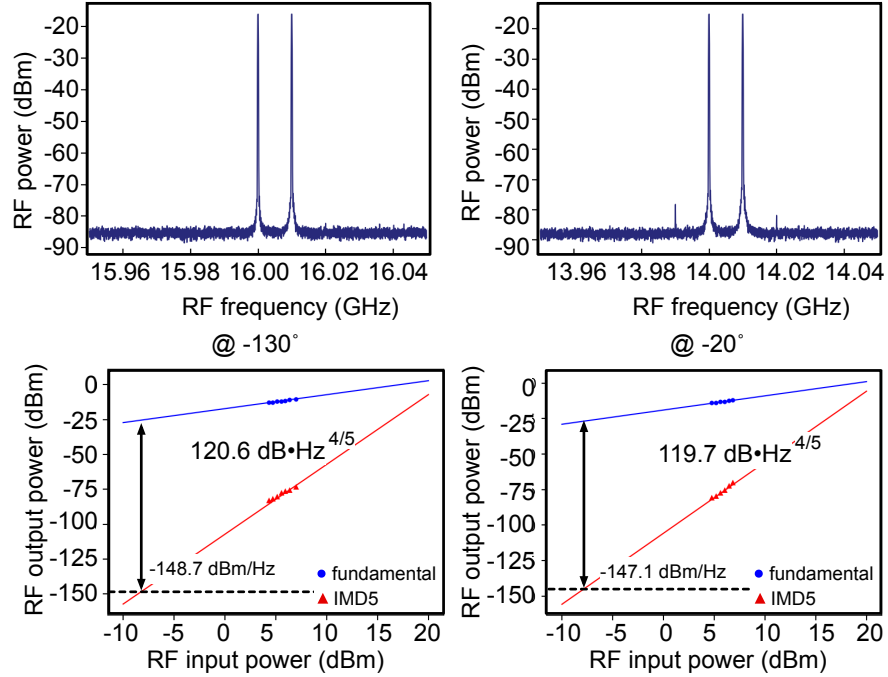 -20
-30
-40
-50
-60
-70
-80
-90
RF power (dBm)
15.96 15.98 16.00 16.02 16.04
RF frequency (GHz)
-20
-30
-40
-50
-60
-70
-80
-90
RF power (dBm)
13.96 13.98 14.00 14.02 14.04
RF frequency (GHz)
@ -130°
0
-25
-50
-75
-100
-125
-150
RF output power (dBm)
120.6 dB•Hz 4/5
-148.7 dBm/Hz
fundamental
IMD5
-10 -5 0 5 10 15 20
RF input power (dBm)
@ -20°
0
-25
-50
-75
-100
-125
-150
RF output power (dBm)
119.7 dB•Hz 4/5
-147.1 dBm/Hz
fundamental
IMD5
-10 -5 0 5 10 15 20
RF input power (dBm)